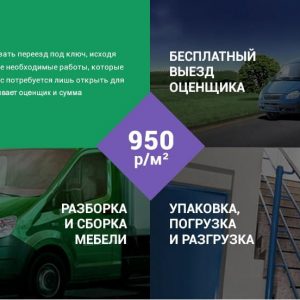 зать переезд под ключ, исходя
е необходимые работы, которые
с потребуется лишь открыть для
вает оценщик и сумма
БЕСПЛАТНЫЙ
ВЫЕЗД
ОЦЕНЩИКА
950
р/м²
РАЗБОРКА
И СБОРКА
МЕБЕЛИ
УПАКОВКА,
ПОГРУЗКА
И РАЗГРУЗКА